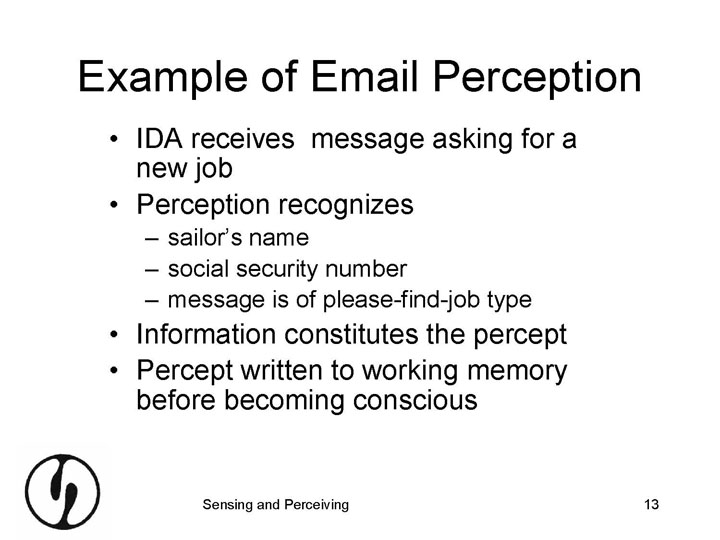 Example of Email Perception
• IDA receives  message asking for a
new job
• Perception recognizes
– sailor’s name
– social security number
– message is of please-find-job type
• Information constitutes the percept
• Percept written to working memory
before becoming conscious
Sensing and Perceiving
13